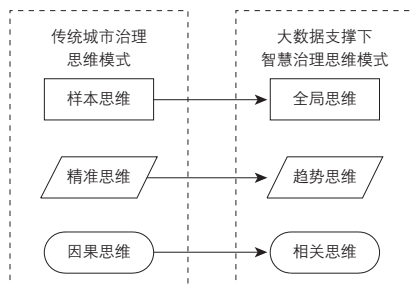 传统城市治理
思维模式
大数据支撑下
智慧治理思维模式
样本思维
全局思维
精准思维
趋势思维
因果思维
相关思维